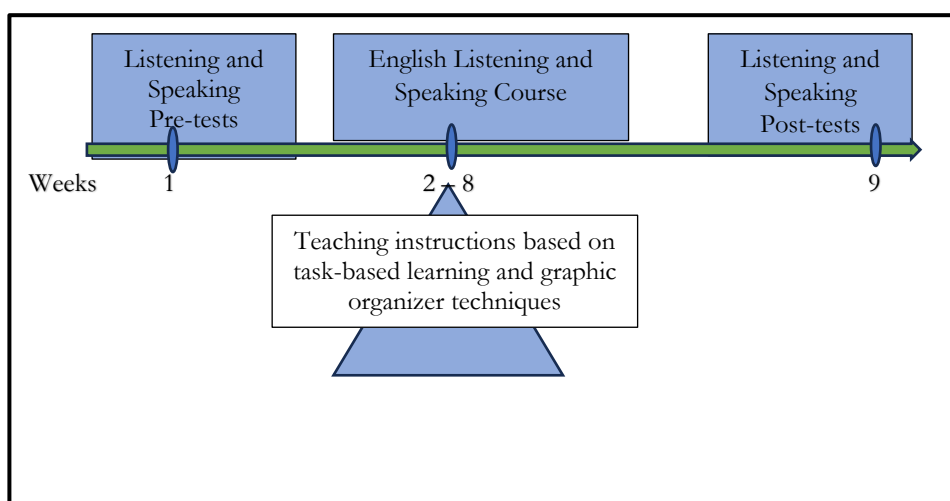 Listening and
Speaking
Pre-tests
English Listening and
Speaking Course
Listening and
Speaking
Post-tests
Weeks 1 2 – 8 9
Teaching instructions based on
task-based learning and graphic
organizer techniques